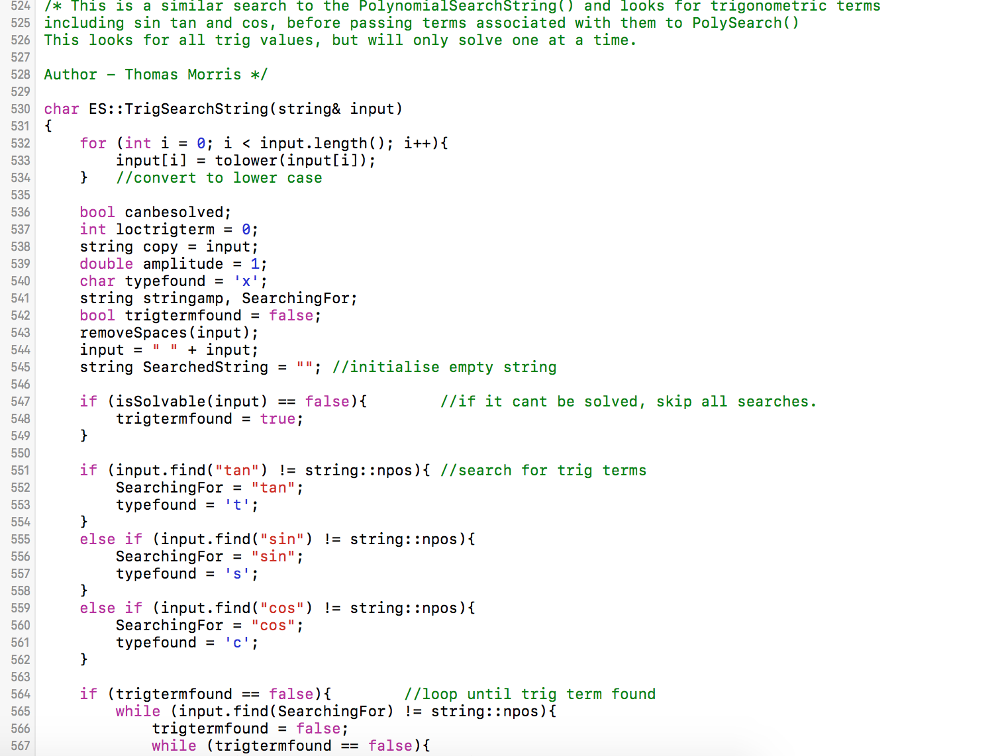 524 /* This is a similar search to the PolynomialSearchString() and looks for trigonometric terms
525 including sin tan and cos, before passing terms associated with them to PolySearch()
526 This looks for all trig values, but will only solve one at a time.
527
528 Author – Thomas Morris */
529
530 char ES::TrigSearchString(string& input)
531 {
532     for (int i = 0; i < input.length(); i++){
533         input[i] = tolower(input[i]);
534     }   //convert to lower case
535
536     bool canbesolved;
537     int loctrigterm = 0;
538     string copy = input;
539     double amplitude = 1;
540     char typefound = 'x';
541     string stringamp, SearchingFor;
542     bool trigtermfound = false;
543     removeSpaces(input);
544     input = " " + input;
545     string SearchedString = ""; //initialise empty string
546
547     if (isSolvable(input) == false){        //if it cant be solved, skip all searches.
548         trigtermfound = true;
549     }
550
551     if (input.find("tan") != string::npos){ //search for trig terms
552         SearchingFor = "tan";
553         typefound = 't';
554     }
555     else if (input.find("sin") != string::npos){
556         SearchingFor = "sin";
557         typefound = 's';
558     }
559     else if (input.find("cos") != string::npos){
560         SearchingFor = "cos";
561         typefound = 'c';
562     }
563
564     if (trigtermfound == false){        //loop until trig term found
565         while (input.find(SearchingFor) != string::npos){
566             trigtermfound = false;
567             while (trigtermfound == false){